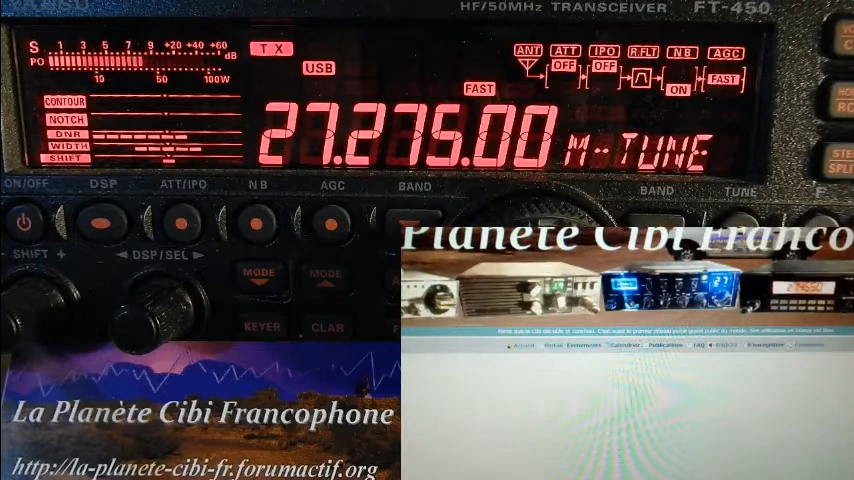 YAESU
HF/50MHz TRANSCEIVER FT-450
S 1 3 5 7 9 +20 +40 +60 dB
PO
10 50 100W
TX
USB
ANT ATT IPO R.FLT NB AGC
OFF OFF ON FAST
FAST
CONTOUR
NOTCH
DNR
WIDTH
SHIFT
27.275.00 M-TUNE
ON/OFF DSP ATT/IPO NB AGC BAND BAND TUNE
SHIFT + ◄ DSP/SEL ►
MODE MODE
KEYER CLAR
STEP
SPLIT
Planète Cibi Franco
La Planète Cibi Francophone
http://la-planete-cibi-fr.forumactif.org